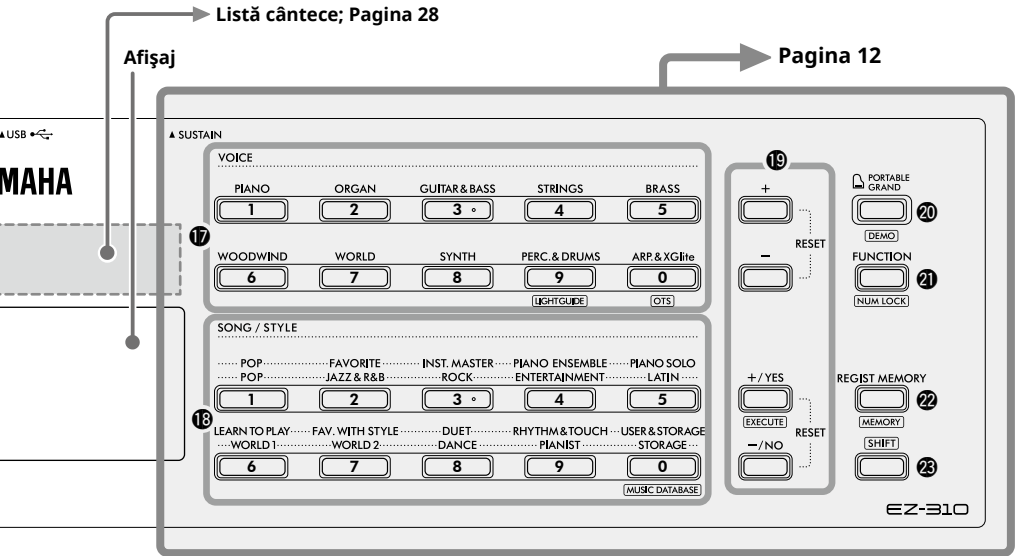 Listă cântece; Pagina 28
Afişaj
Pagina 12
▲USB
▲ SUSTAIN
MAHA
VOICE
PIANO ORGAN GUITAR & BASS STRINGS BRASS
1 2 3 4 5
⓱
WOODWIND WORLD SYNTH PERC. & DRUMS ARP. & XGlite
6 7 8 9 0
LIGHTGUIDE OTS
SONG / STYLE
POP FAVORITE INST. MASTER PIANO ENSEMBLE PIANO SOLO
POP JAZZ & R&B ROCK ENTERTAINMENT LATIN
1 2 3 4 5
⓲
LEARN TO PLAY FAV. WITH STYLE DUET RHYTHM & TOUCH USER & STORAGE
WORLD 1 WORLD 2 DANCE PIANIST STORAGE
6 7 8 9 0
MUSIC DATABASE
⓳
+
RESET
−
+/YES
EXECUTE
RESET
−/NO
PORTABLE
GRAND
⓴
DEMO
FUNCTION
㉑
NUM LOCK
REGIST MEMORY
㉒
MEMORY
SHIFT
㉓
EZ-310